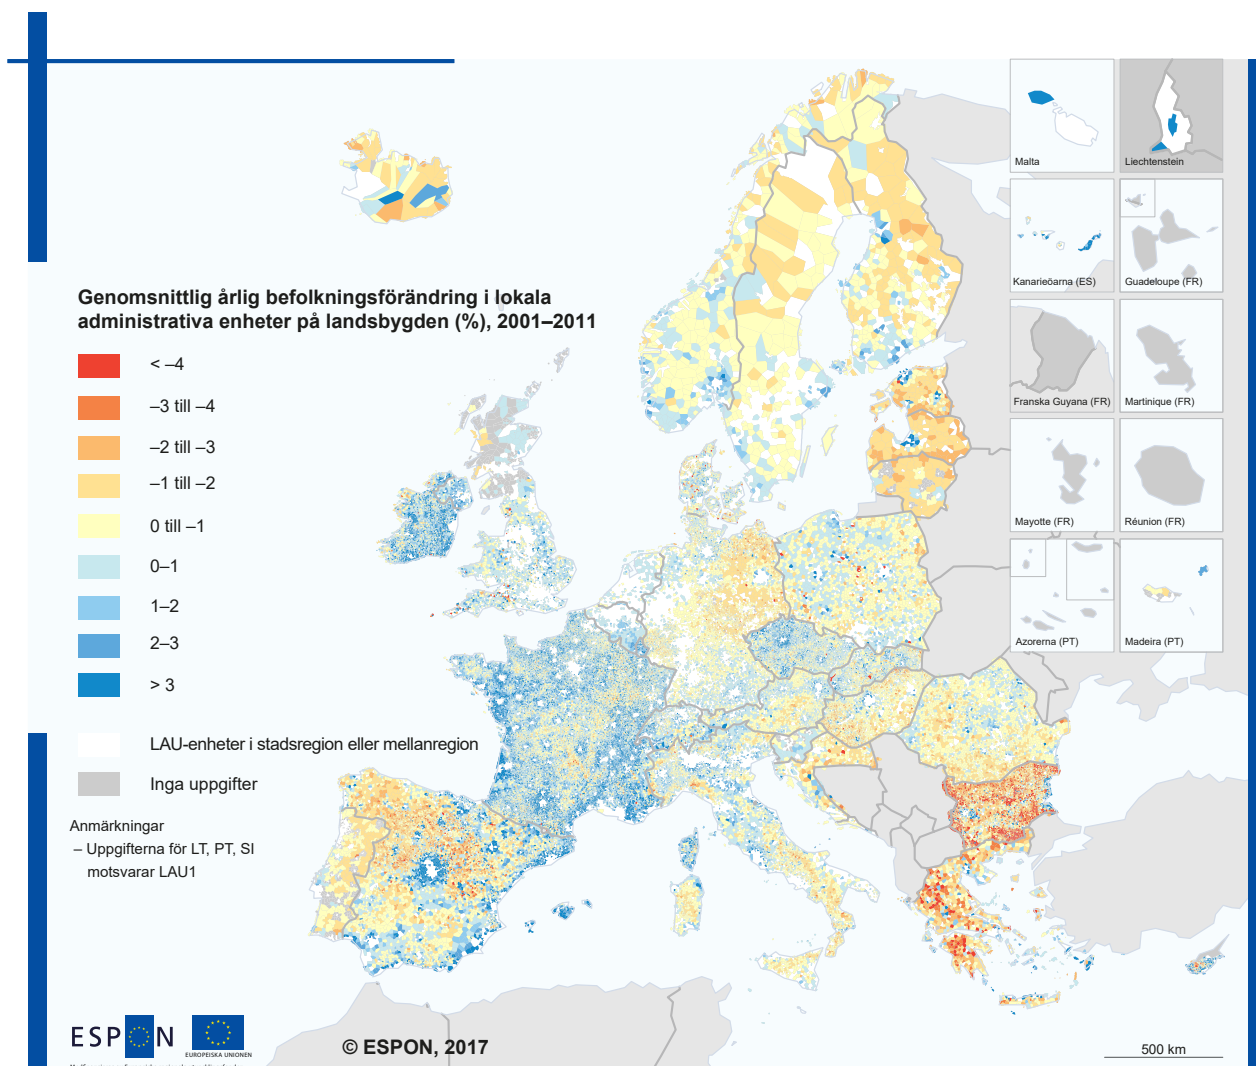 Genomsnittlig årlig befolkningsförändring i lokala
administrativa enheter på landsbygden (%), 2001–2011
< –4
–3 till –4
–2 till –3
–1 till –2
0 till –1
0–1
1–2
2–3
> 3
LAU-enheter i stadsregion eller mellanregion
Inga uppgifter
Anmärkningar
– Uppgifterna för LT, PT, SI
motsvarar LAU1
Malta
Liechtenstein
Kanarieöarna (ES)
Guadeloupe (FR)
Franska Guyana (FR)
Martinique (FR)
Mayotte (FR)
Réunion (FR)
Azorerna (PT)
Madeira (PT)
ESPON
EUROPEISKA UNIONEN
© ESPON, 2017
500 km